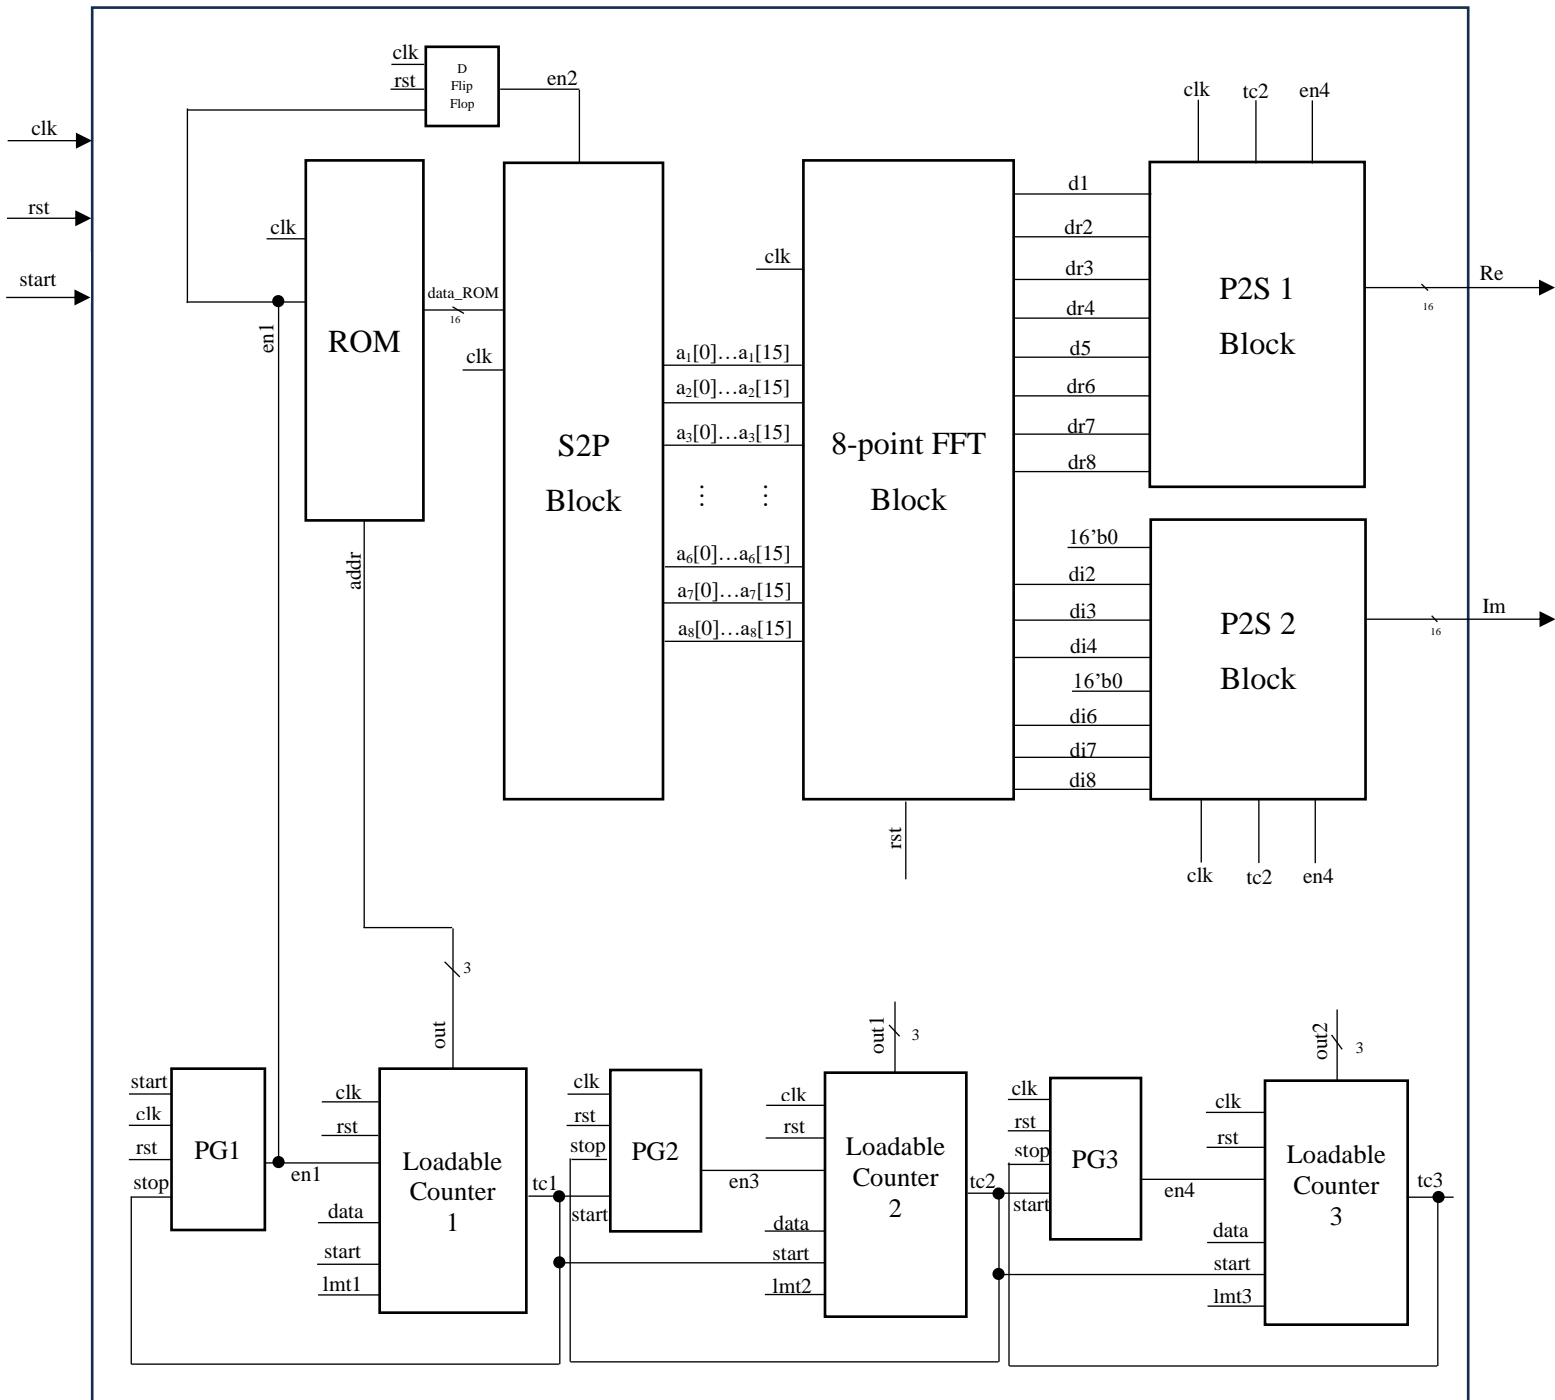 clk
rst
start
clk
rst
D
Flip
Flop
en2
clk
en1
ROM
addr
data_ROM
16
clk
S2P
Block
a₁[0]…a₁[15]
a₂[0]…a₂[15]
a₃[0]…a₃[15]
⋮ ⋮
a₆[0]…a₆[15]
a₇[0]…a₇[15]
a₈[0]…a₈[15]
clk
8-point FFT
Block
rst
d1
dr2
dr3
dr4
d5
dr6
dr7
dr8
clk tc2 en4
P2S 1
Block
16
Re
16’b0
di2
di3
di4
16’b0
di6
di7
di8
P2S 2
Block
16
Im
clk tc2 en4
start
clk
rst
stop
PG1
en1
out
3
clk
rst
data
start
lmt1
Loadable
Counter
1
tc1
clk
rst
stop
start
PG2
en3
out1
3
clk
rst
data
start
lmt2
Loadable
Counter
2
tc2
clk
rst
stop
start
PG3
en4
out2
3
clk
rst
data
start
lmt3
Loadable
Counter
3
tc3